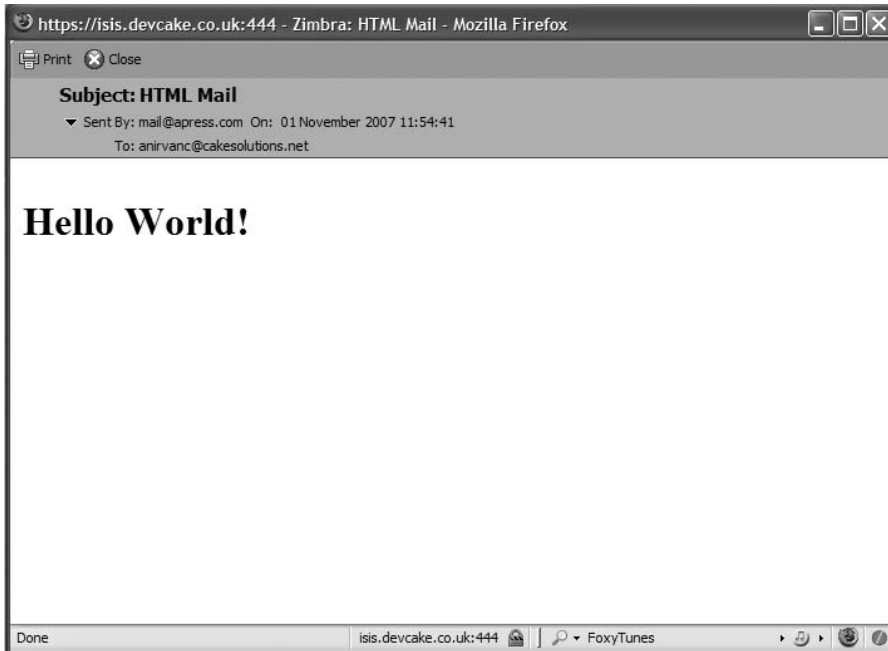 https://isis.devcake.co.uk:444 - Zimbra: HTML Mail - Mozilla Firefox
Print Close
Subject: HTML Mail
Sent By: mail@apress.com On: 01 November 2007 11:54:41
To: anirvanc@cakesolutions.net
Hello World!
Done isis.devcake.co.uk:444 FoxyTunes